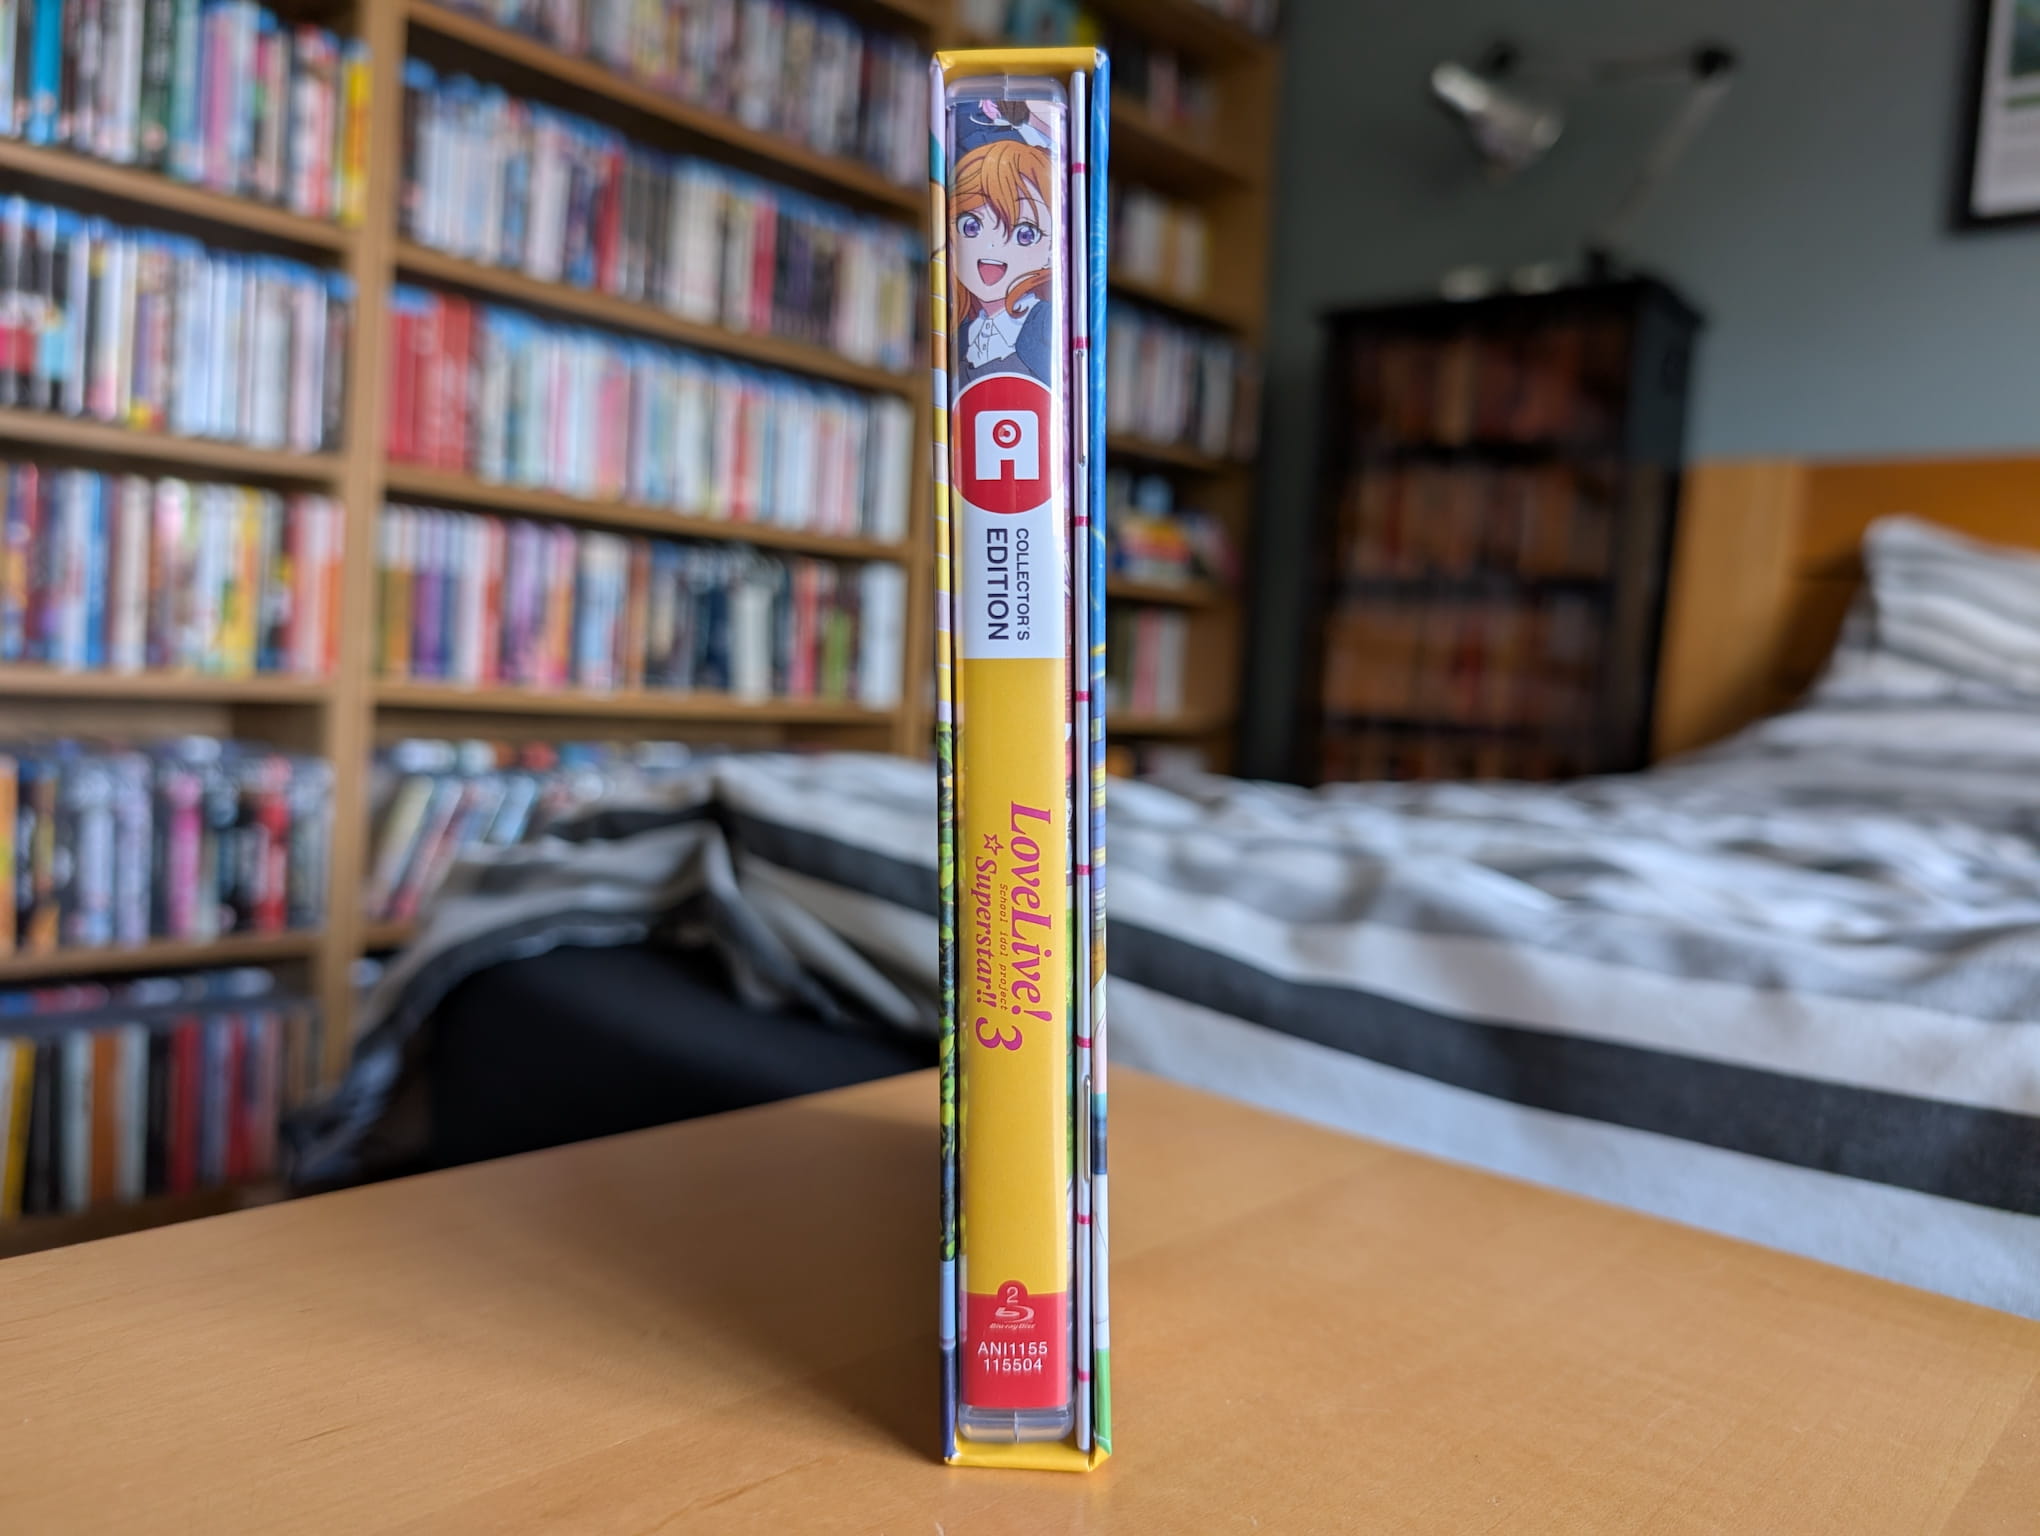 COLLECTOR'S
EDITION
LoveLive!
School idol project
☆Superstar!! 3
2
Blu-ray Disc
ANI1155
115504